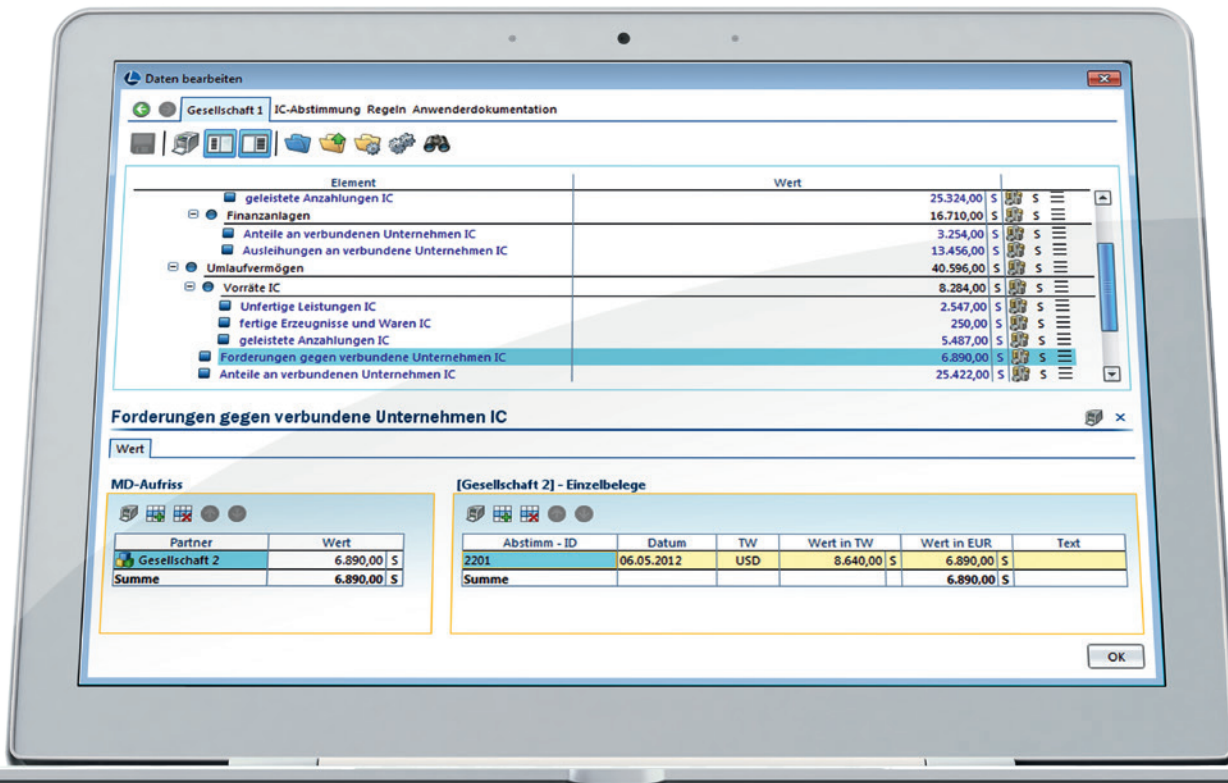 Daten bearbeiten
Gesellschaft 1 IC-Abstimmung Regeln Anwenderdokumentation
Element Wert
geleistete Anzahlungen IC 25.324,00 S S
Finanzanlagen 16.710,00 S S
Anteile an verbundenen Unternehmen IC 3.254,00 S S
Ausleihungen an verbundene Unternehmen IC 13.456,00 S S
Umlaufvermögen 40.596,00 S S
Vorräte IC 8.284,00 S S
Unfertige Leistungen IC 2.547,00 S S
fertige Erzeugnisse und Waren IC 250,00 S S
geleistete Anzahlungen IC 5.487,00 S S
Forderungen gegen verbundene Unternehmen IC 6.890,00 S S
Anteile an verbundenen Unternehmen IC 25.422,00 S S
Forderungen gegen verbundene Unternehmen IC
Wert
MD-Aufriss [Gesellschaft 2] - Einzelbelege
Partner Wert Abstimm - ID Datum TW Wert in TW Wert in EUR Text
Gesellschaft 2 6.890,00 S 2201 06.05.2012 USD 8.640,00 S 6.890,00 S
Summe 6.890,00 S Summe 6.890,00 S
OK